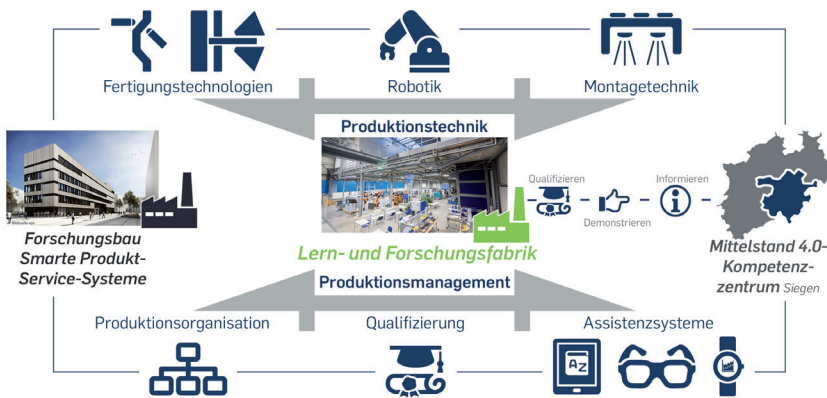 Fertigungstechnologien
Robotik
Montagetechnik
Produktionstechnik
Qualifizieren
Informieren
Demonstrieren
Forschungsbau
Smarte Produkt-
Service-Systeme
Lern- und Forschungsfabrik
Mittelstand 4.0-
Kompetenz-
zentrum Siegen
Produktionsmanagement
Produktionsorganisation
Qualifizierung
Assistenzsysteme
A
Z